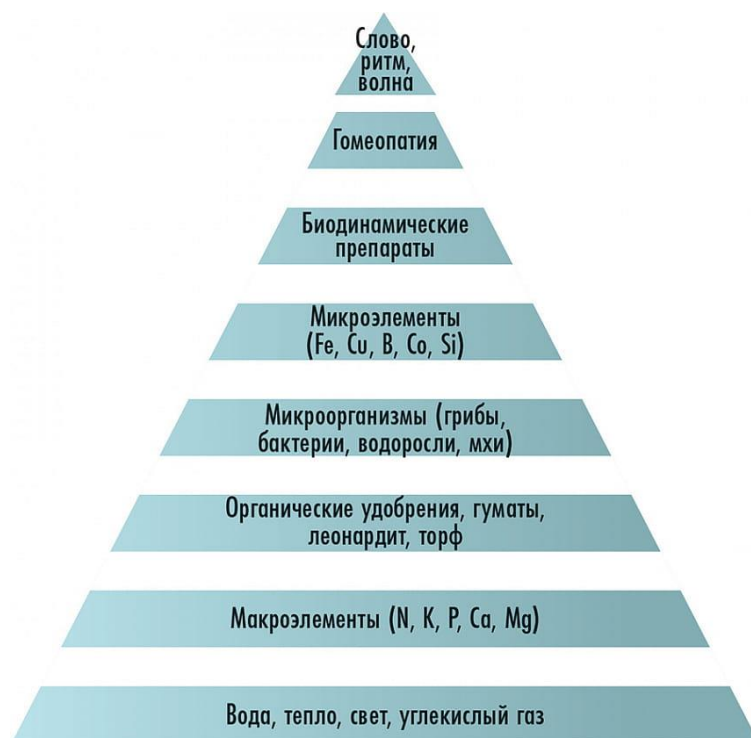 Слово,
ритм,
волна
Гомеопатия
Биодинамические
препараты
Микроэлементы
(Fe, Cu, B, Co, Si)
Микроорганизмы (грибы,
бактерии, водоросли, мхи)
Органические удобрения, гуматы,
леонардит, торф
Макроэлементы (N, K, P, Ca, Mg)
Вода, тепло, свет, углекислый газ